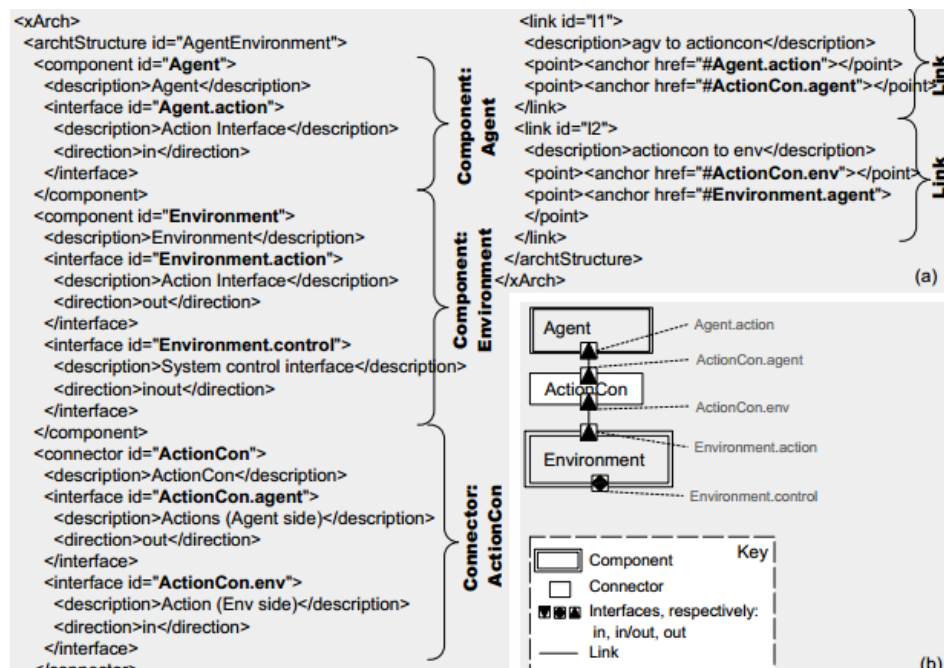 <xArch>
<archtStructure id="AgentEnvironment">
<component id="Agent">
<description>Agent</description>
<interface id="Agent.action">
<description>Action Interface</description>
<direction>in</direction>
</interface>
</component>
<component id="Environment">
<description>Environment</description>
<interface id="Environment.action">
<description>Action Interface</description>
<direction>out</direction>
</interface>
<interface id="Environment.control">
<description>System control interface</description>
<direction>inout</direction>
</interface>
</component>
<connector id="ActionCon">
<description>ActionCon</description>
<interface id="ActionCon.agent">
<description>Actions (Agent side)</description>
<direction>out</direction>
</interface>
<interface id="ActionCon.env">
<description>Action (Env side)</description>
<direction>in</direction>
</interface>
</connector>
Component:
Agent
Component:
Environment
Connector:
ActionCon
<link id="l1">
<description>agv to actioncon</description>
<point><anchor href="#Agent.action"></point>
<point><anchor href="#ActionCon.agent"></point>
</link>
<link id="l2">
<description>actioncon to env</description>
<point><anchor href="#ActionCon.env"></point>
<point><anchor href="#Environment.agent">
</point>
</link>
</archtStructure>
</xArch>
Link
Link
(a)
Agent
Agent.action
ActionCon.agent
ActionCon
ActionCon.env
Environment.action
Environment
Environment.control
Key
Component
Connector
Interfaces, respectively:
in, in/out, out
Link
(b)